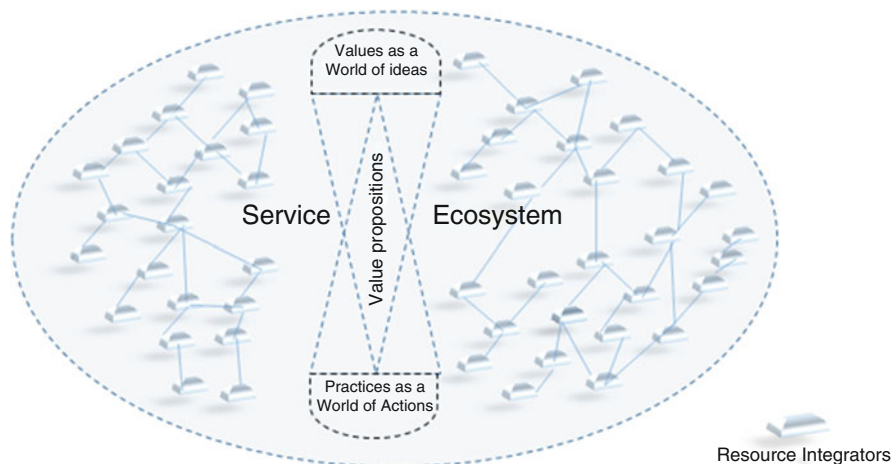 Values as a
World of ideas
Service
Value propositions
Ecosystem
Practices as a
World of Actions
Resource Integrators